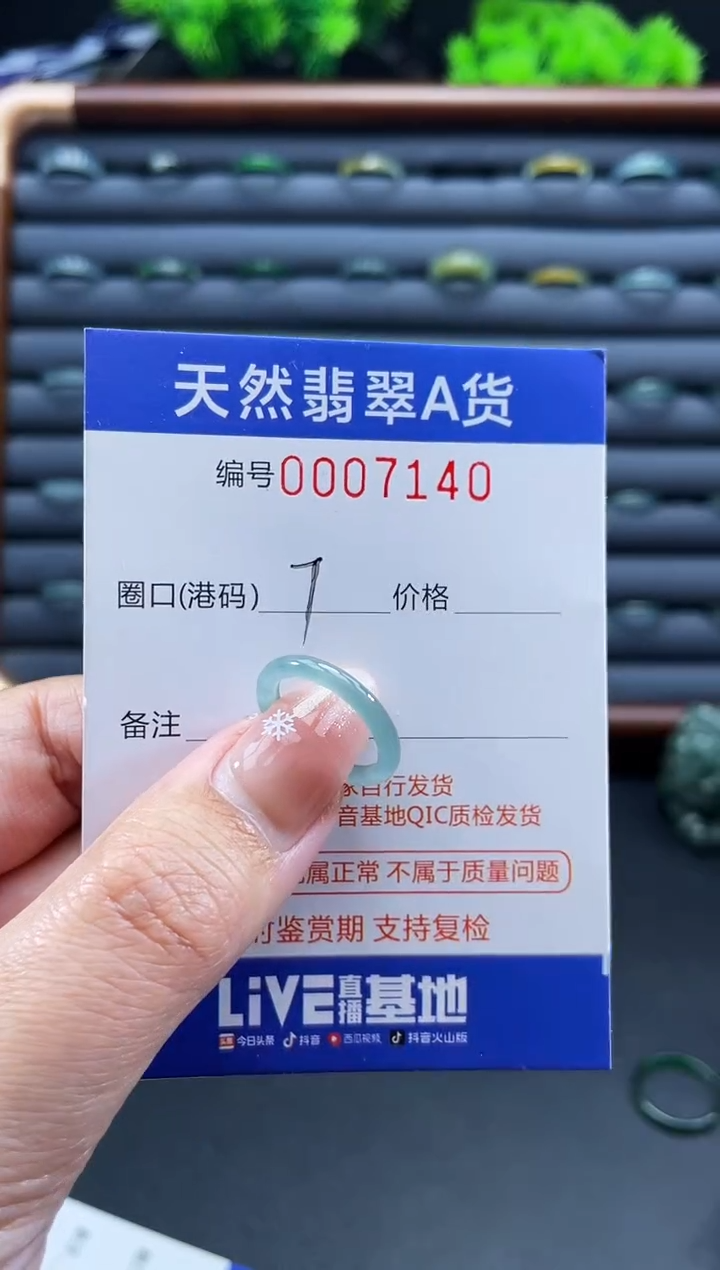 天然翡翠A货
编号0007140
圈口(港码) 7 价格
备注
家自行发货
音基地QIC质检发货
属正常 不属于质量问题
时鉴赏期 支持复检
LiVE直播基地
头条 今日头条 抖音 西瓜视频 抖音火山版